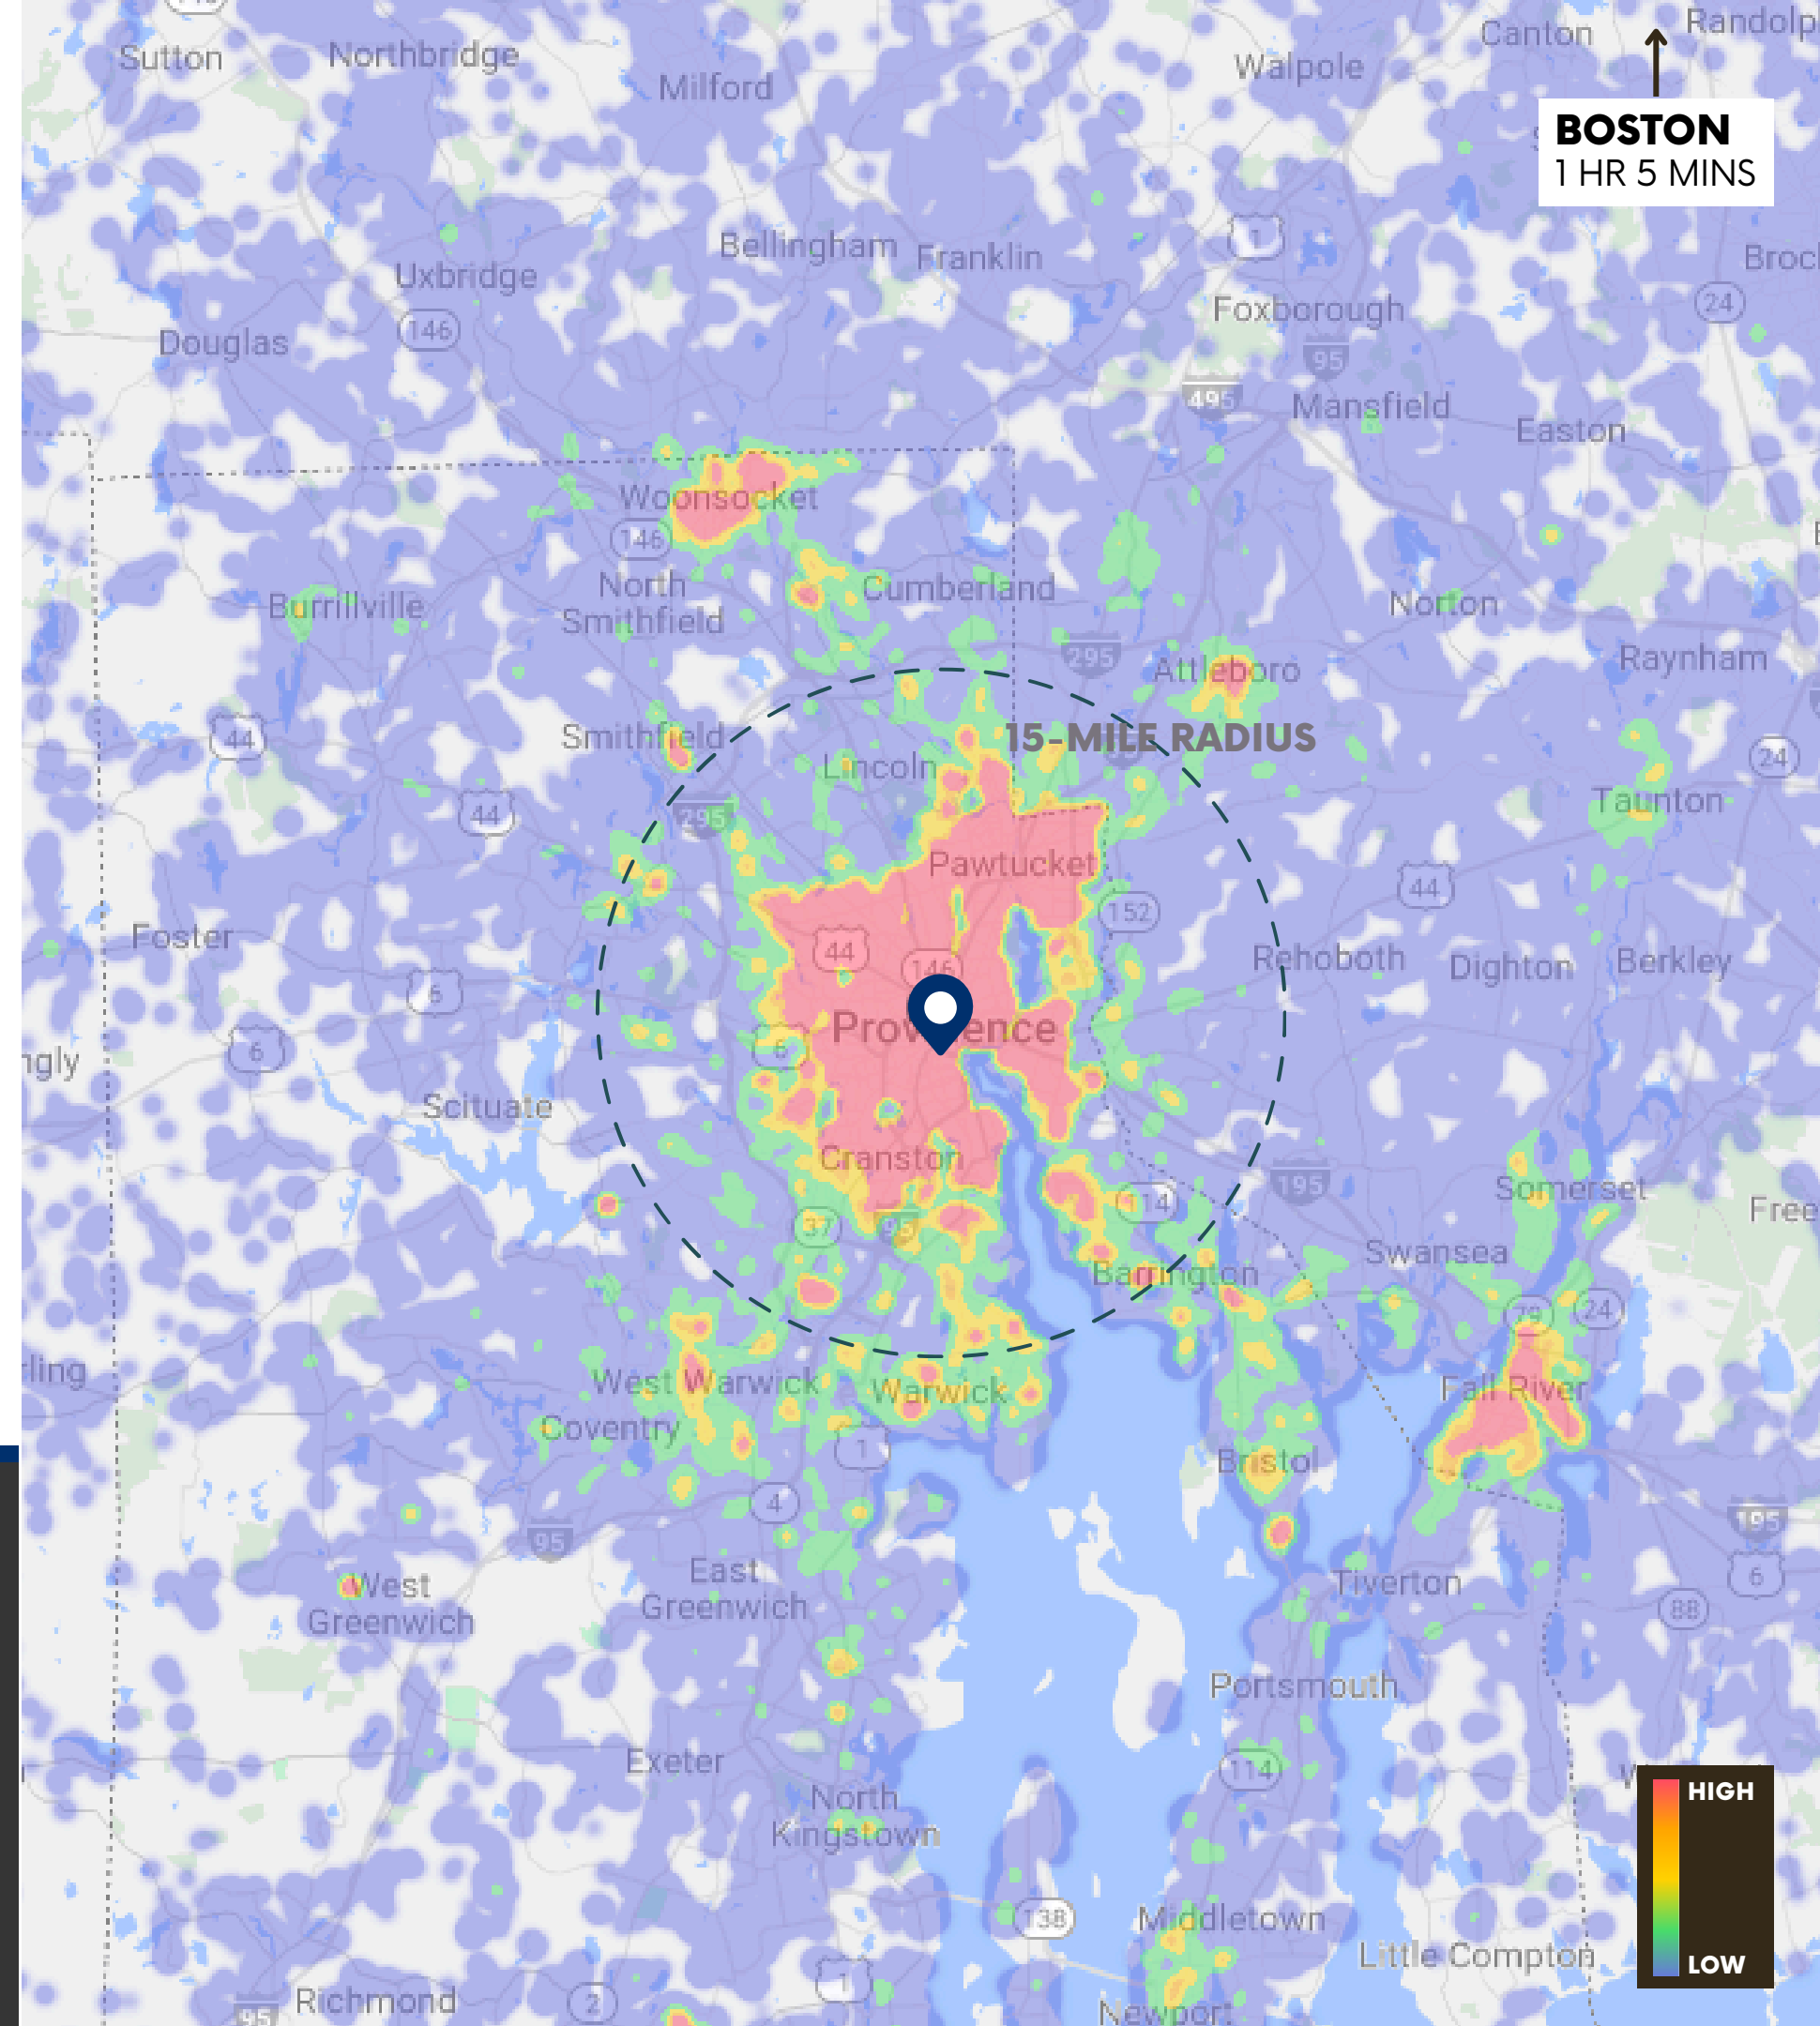 Sutton
Northbridge
Milford
Walpole
Canton
BOSTON
1 HR 5 MINS
Bellingham
Franklin
1
Uxbridge
Foxborough
24
146
Douglas
95
495
Mansfield
Easton
Woonsocket
146
North
Smithfield
Cumberland
Burrillville
Norton
295
Attleboro
Raynham
44
Smithfield
15-MILE RADIUS
Lincoln
24
44
295
Taunton
Pawtucket
44
152
Foster
44
146
Rehoboth
Dighton
Berkley
6
Providence
6
6
Scituate
Cranston
195
Somerset
114
37
95
Swansea
Barrington
79
24
West Warwick
Warwick
Fall River
Coventry
1
Bristol
4
95
195
East
Greenwich
West
Greenwich
Tiverton
6
88
Portsmouth
Exeter
114
North
Kingstown
HIGH
138
Middletown
Little Compton
LOW
1
Richmond
2
95
Newport